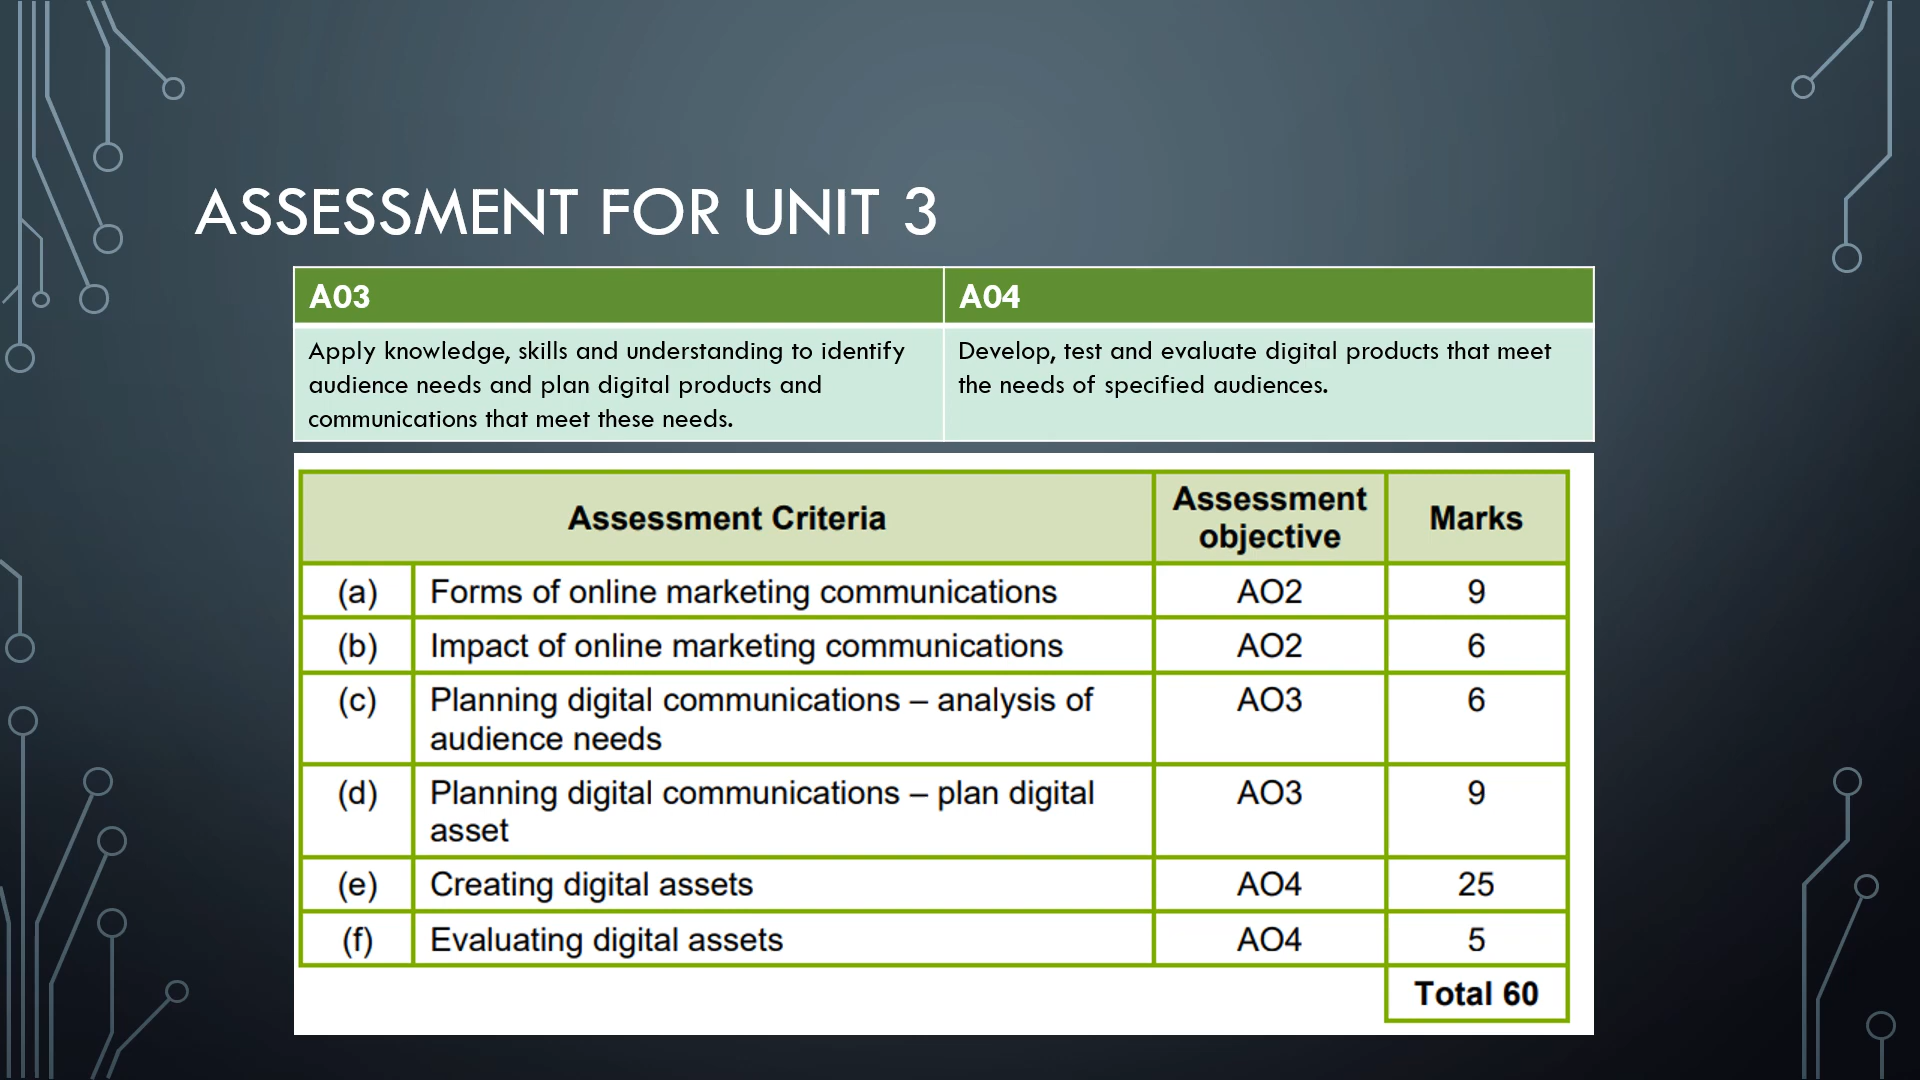 ASSESSMENT FOR UNIT 3
A03
A04
Apply knowledge, skills and understanding to identify
audience needs and plan digital products and
communications that meet these needs.
Develop, test and evaluate digital products that meet
the needs of specified audiences.
Assessment Criteria
Assessment
objective
Marks
(a) Forms of online marketing communications AO2 9
(b) Impact of online marketing communications AO2 6
(c) Planning digital communications – analysis of AO3 6
audience needs
(d) Planning digital communications – plan digital AO3 9
asset
(e) Creating digital assets AO4 25
(f) Evaluating digital assets AO4 5
Total 60